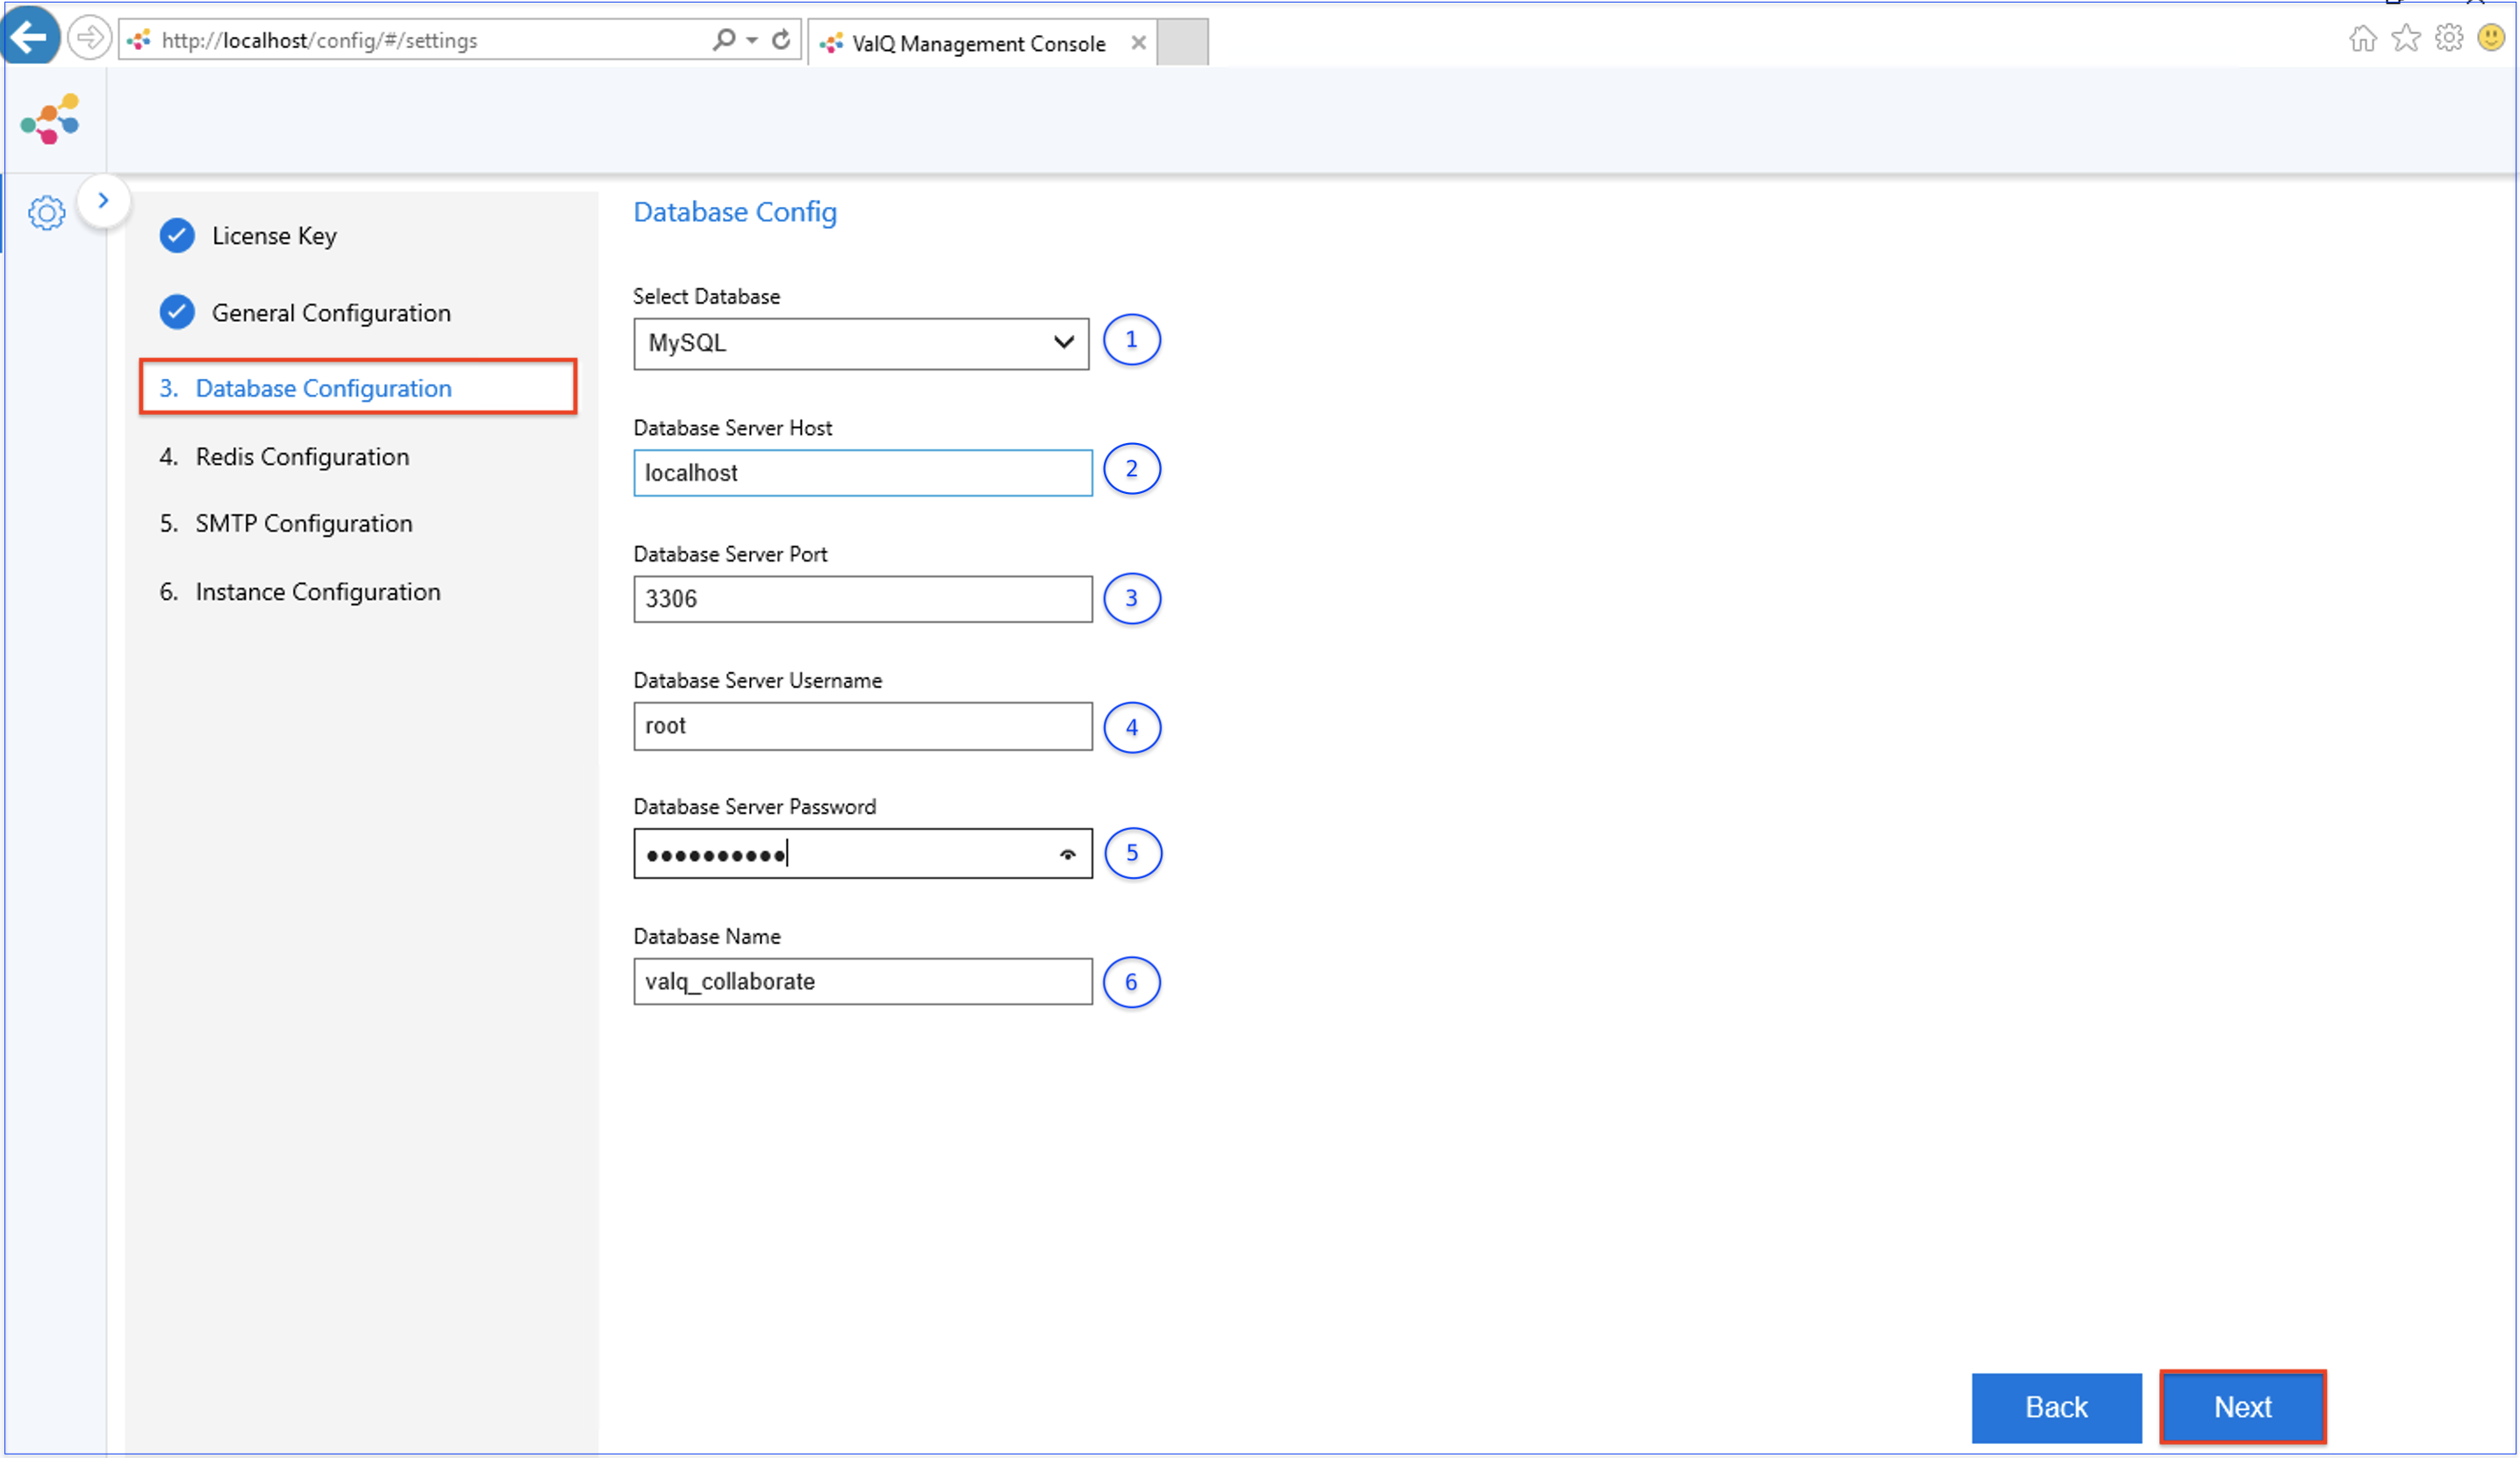 http://localhost/config/#/settings
ValQ Management Console
License Key
General Configuration
3. Database Configuration
4. Redis Configuration
5. SMTP Configuration
6. Instance Configuration
Database Config
Select Database
MySQL
1
Database Server Host
localhost
2
Database Server Port
3306
3
Database Server Username
root
4
Database Server Password
••••••••••
5
Database Name
valq_collaborate
6
Back
Next